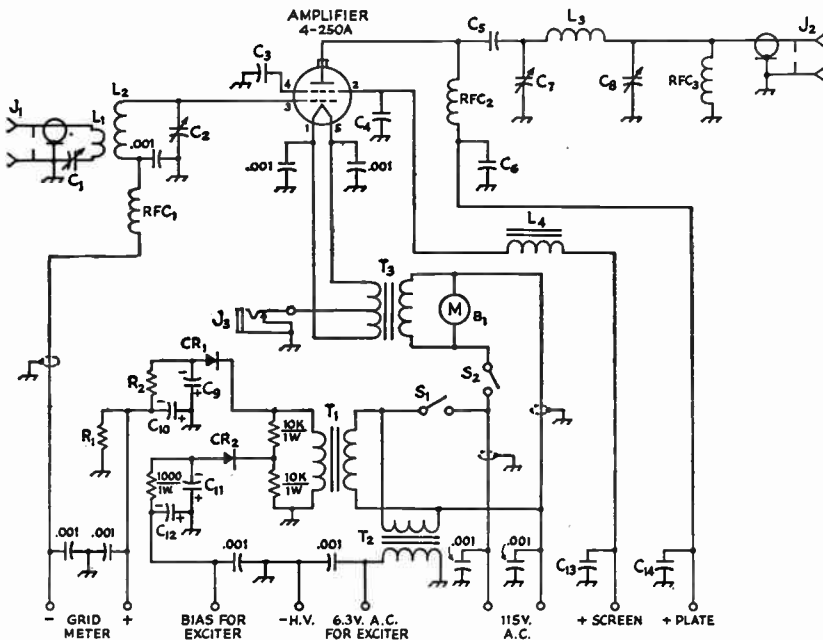 AMPLIFIER
4-250A
C5
L3
J2
C3
4
2
3
1
5
C4
RFC2
C7
C8
RFC3
J1
L1
L2
.001
C2
C1
RFC1
.001
.001
C6
L4
T3
J3
M
B1
CR1
R2
C9
C10
R1
S2
S1
T1
10K
1W
10K
1W
CR2
1000
1W
C11
C12
T2
.001
.001
.001
.001
.001
.001
C13
C14
-
GRID
METER
+
BIAS FOR
EXCITER
-H.V.
6.3V. A.C.
FOR EXCITER
115V.
A.C.
+ SCREEN
+ PLATE